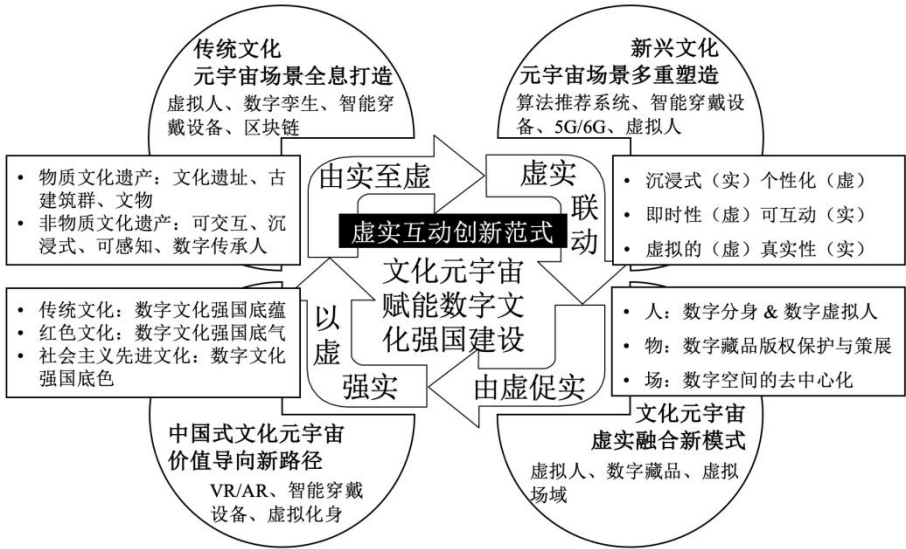 传统文化
元宇宙场景全息打造
虚拟人、数字孪生、智能穿
戴设备、区块链
新兴文化
元宇宙场景多重塑造
算法推荐系统、智能穿戴设
备、5G/6G、虚拟人
• 物质文化遗产：文化遗址、古
建筑群、文物
• 非物质文化遗产：可交互、沉
浸式、可感知、数字传承人
由实至虚
虚实
联
动
• 沉浸式（实）个性化（虚）
• 即时性（虚）可互动（实）
• 虚拟的（虚）真实性（实）
虚实互动创新范式
文化元宇宙
赋能数字文
化强国建设
• 传统文化：数字文化强国底蕴
• 红色文化：数字文化强国底气
• 社会主义先进文化：数字文化
强国底色
以
虚
强实
由虚促实
• 人：数字分身 & 数字虚拟人
• 物：数字藏品版权保护与策展
• 场：数字空间的去中心化
中国式文化元宇宙
价值导向新路径
VR/AR、智能穿戴
设备、虚拟化身
文化元宇宙
虚实融合新模式
虚拟人、数字藏品、虚拟
场域